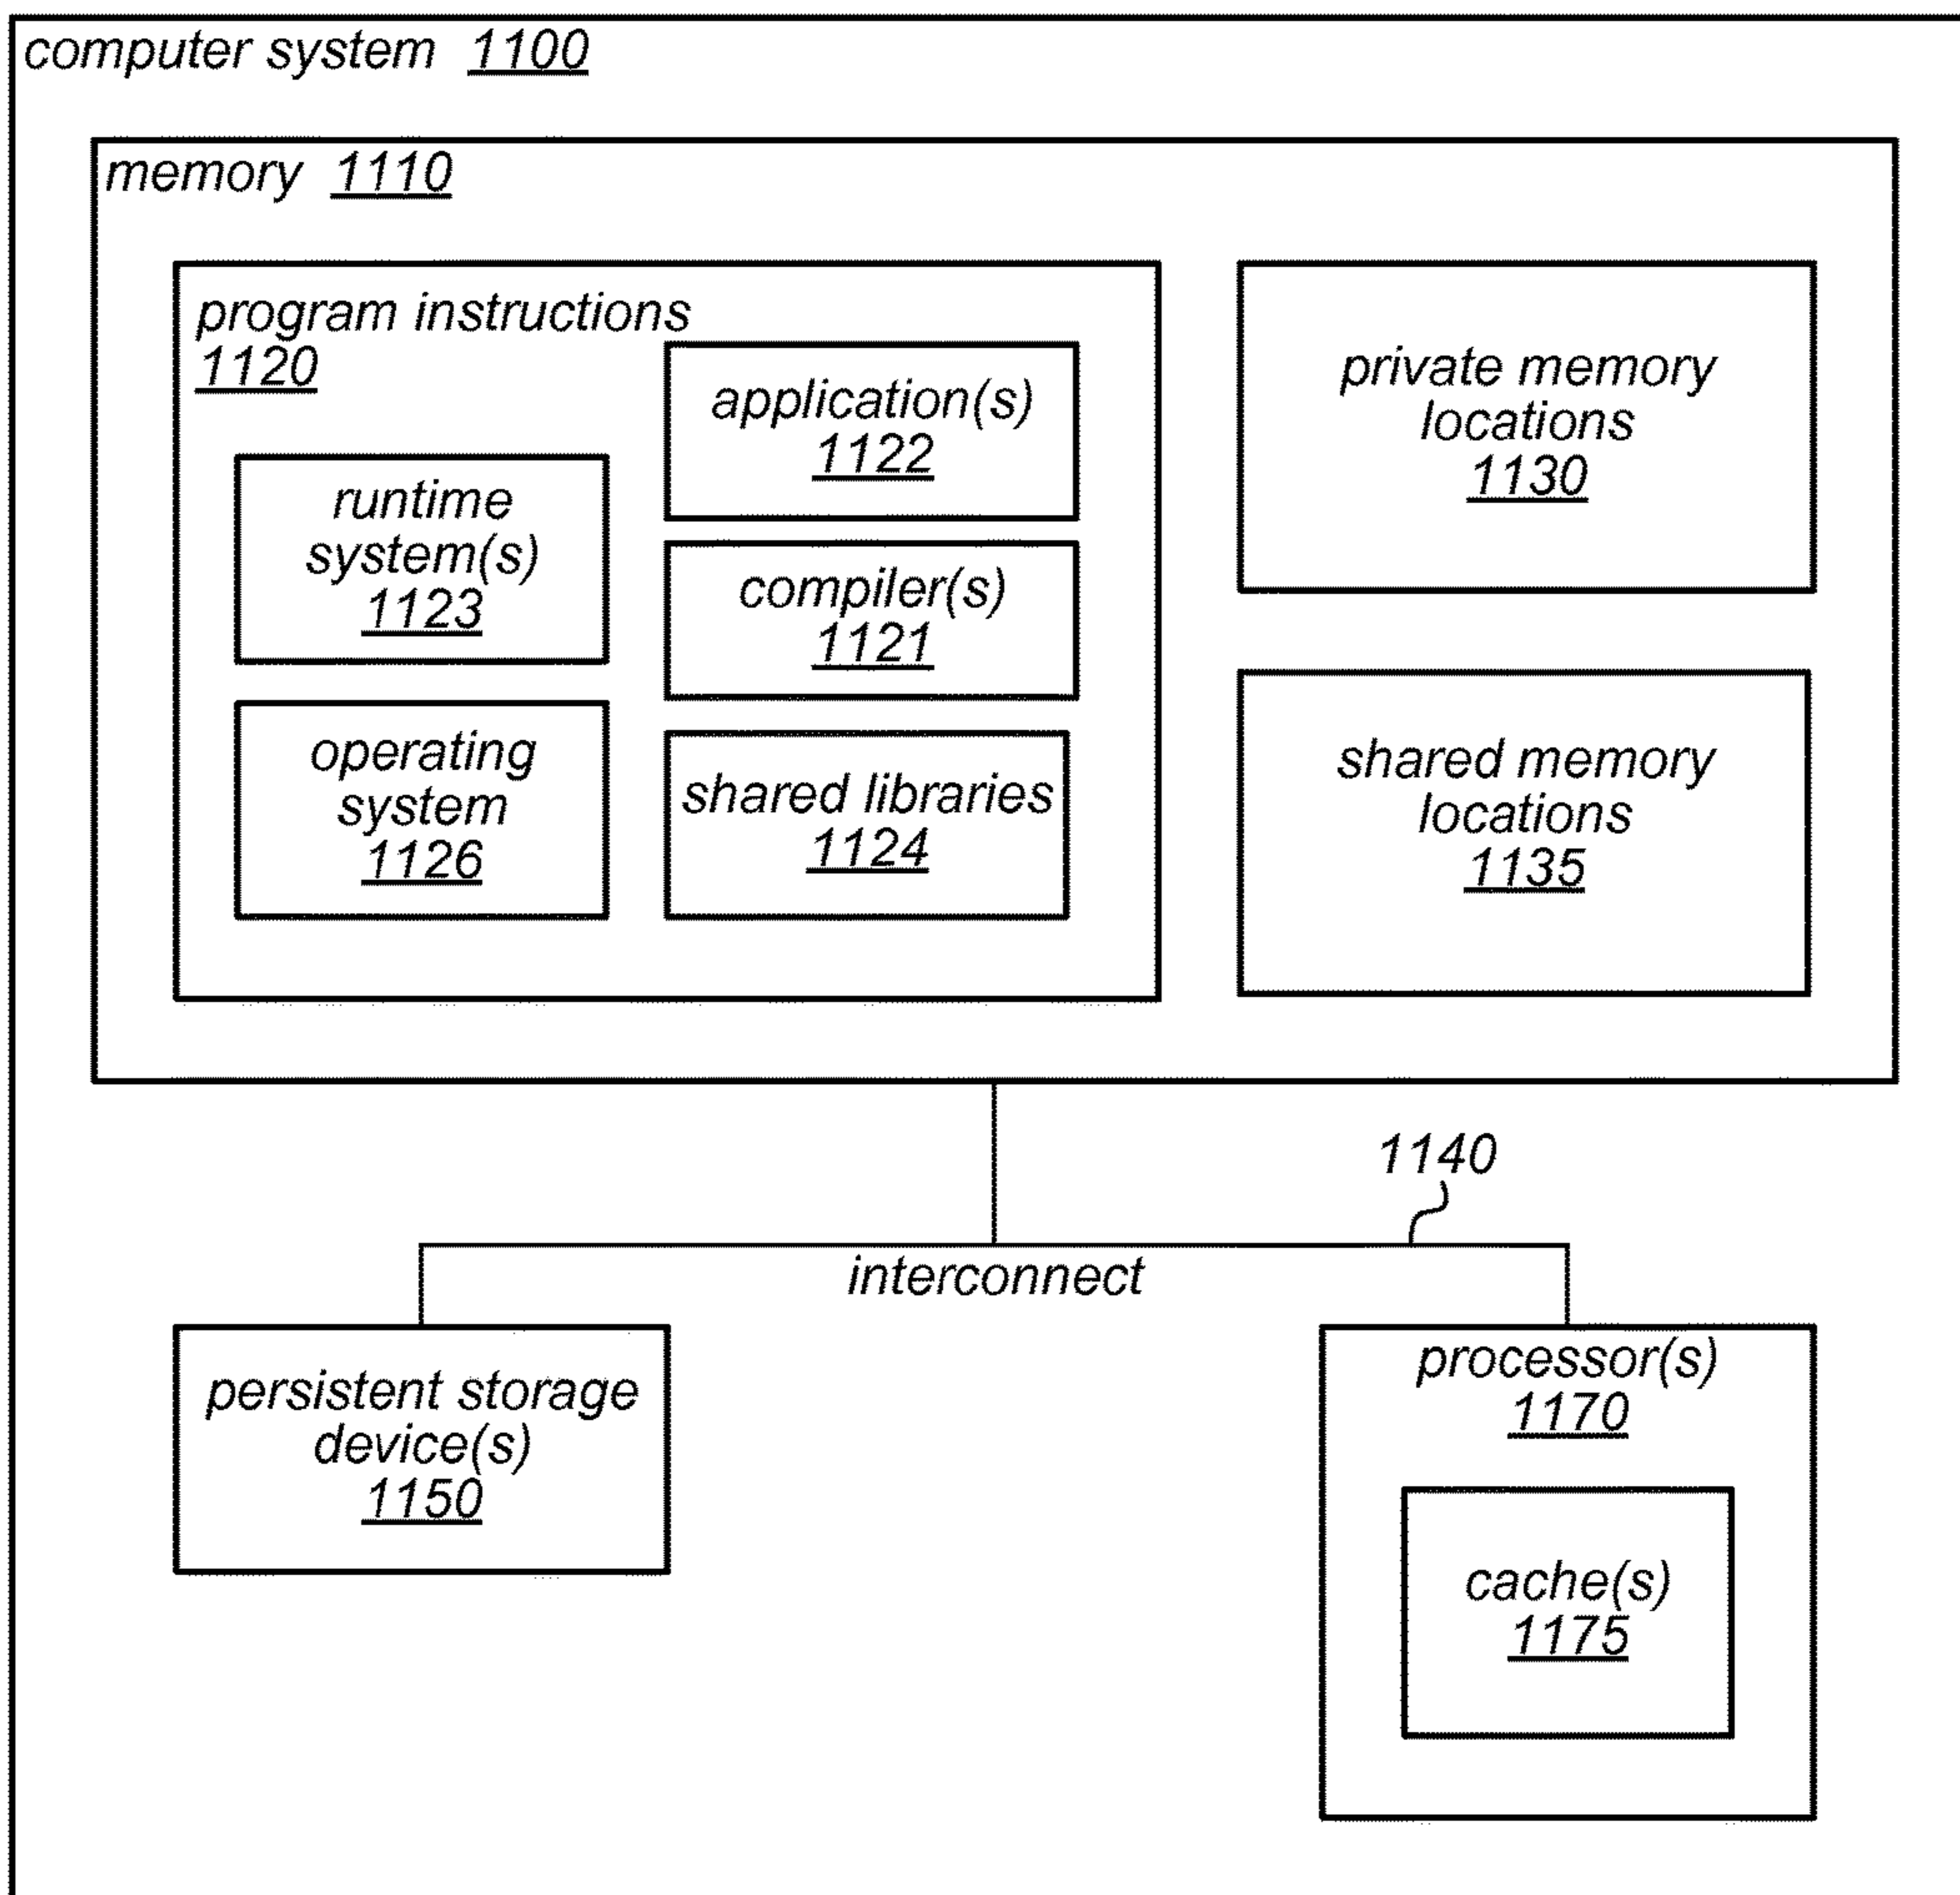 computer system 1100
memory 1110
program instructions
1120
application(s)
1122
runtime
system(s)
1123
compiler(s)
1121
operating
system
1126
shared libraries
1124
private memory
locations
1130
shared memory
locations
1135
1140
interconnect
persistent storage
device(s)
1150
processor(s)
1170
cache(s)
1175